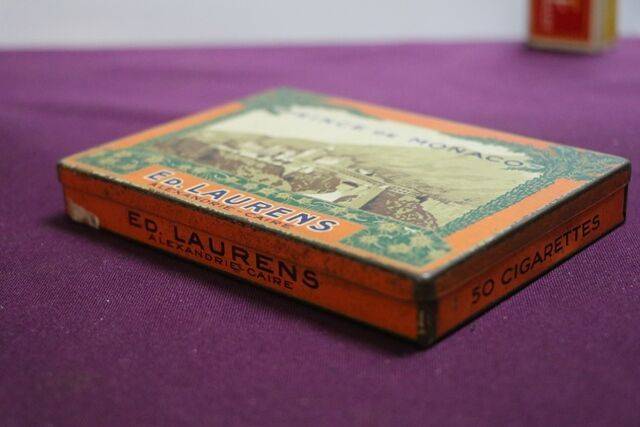 PRINCE DE MONACO
ED. LAURENS
ALEXANDRIE-CAIRE
ED. LAURENS
ALEXANDRIE-CAIRE
50 CIGARETTES